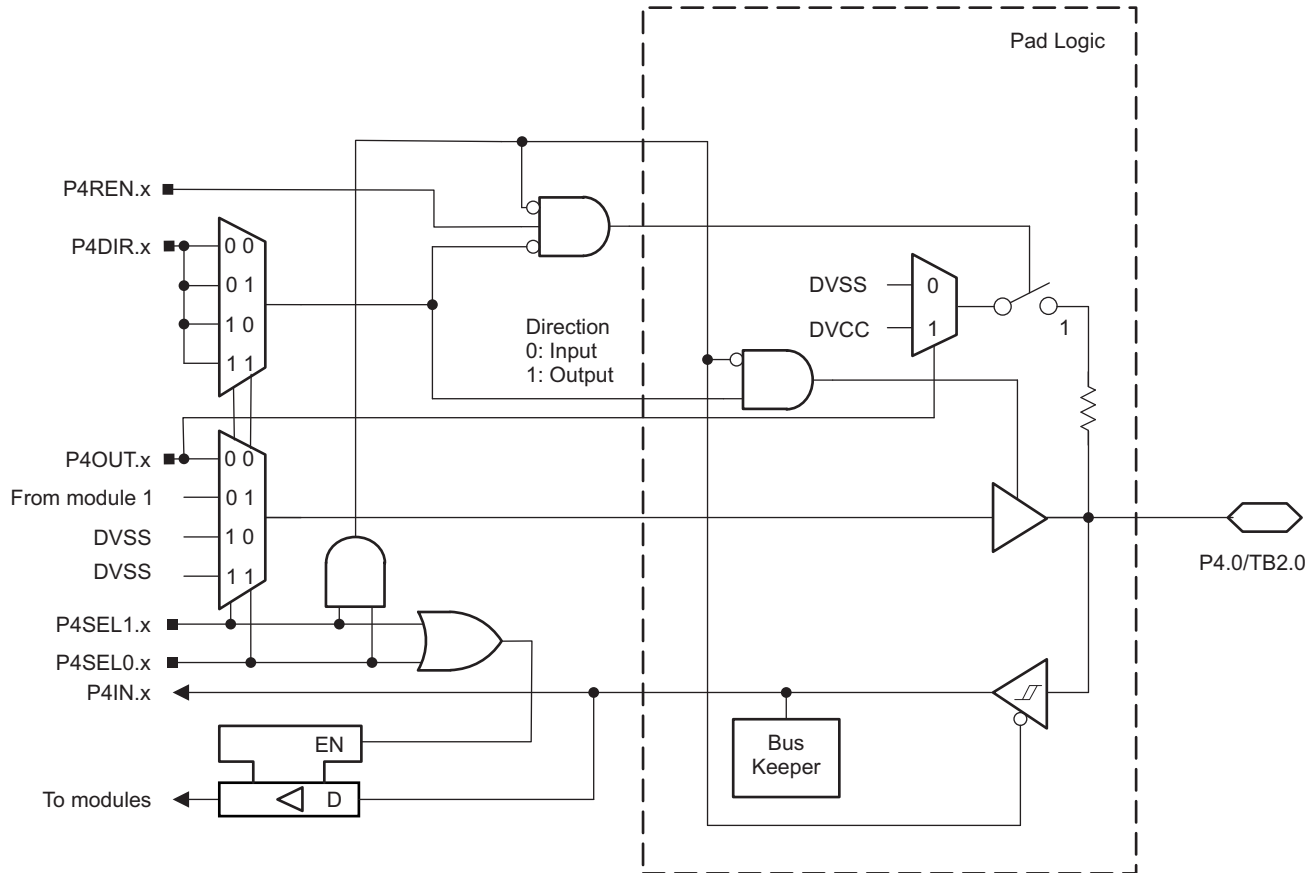 Pad Logic
P4REN.x
P4DIR.x
0 0
0 1
1 0
1 1
Direction
0: Input
1: Output
DVSS
0
DVCC
1
1
P4OUT.x
0 0
From module 1
0 1
DVSS
1 0
DVSS
1 1
P4.0/TB2.0
P4SEL1.x
P4SEL0.x
P4IN.x
Bus
Keeper
EN
To modules
D